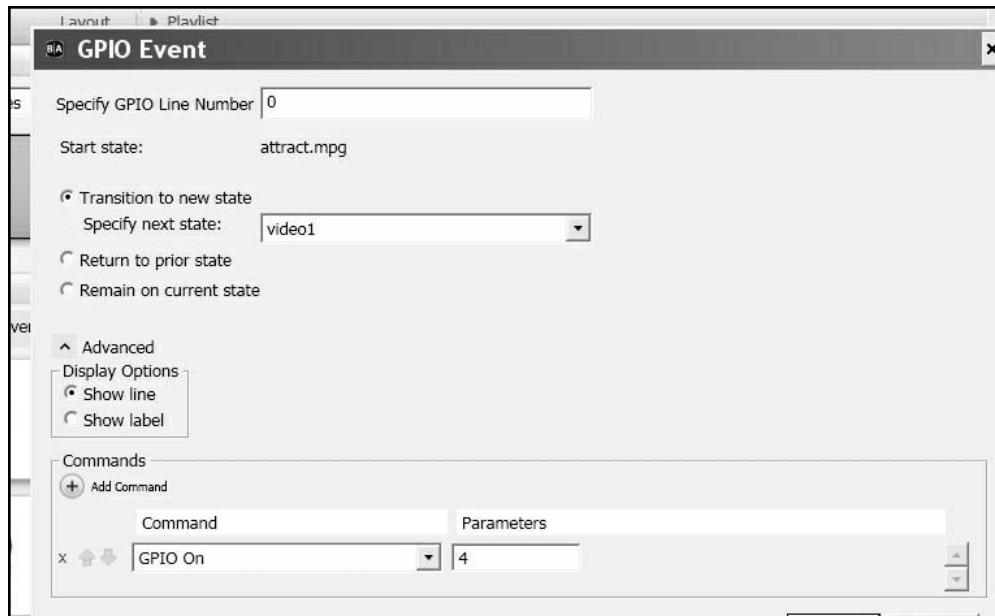 Layout Playlist
BA GPIO Event
Specify GPIO Line Number 0
Start state: attract.mpg
Transition to new state
Specify next state: video1
Return to prior state
Remain on current state
Advanced
Display Options
Show line
Show label
Commands
Add Command
Command Parameters
x GPIO On 4